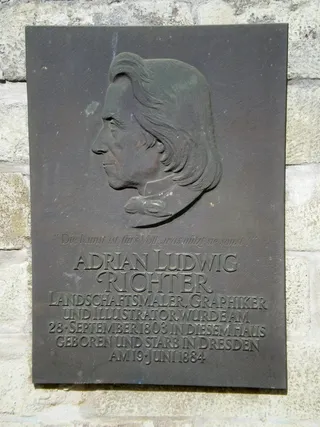 ADRIAN LUDWIG
RICHTER
LANDSCHAFTSMALER, GRAPHIKER
UND ILLUSTRATOR, WURDE AM
28·SEPTEMBER 1803 IN DIESEM HAUS
GEBOREN UND STARB IN DRESDEN
AM 19·JUNI 1884